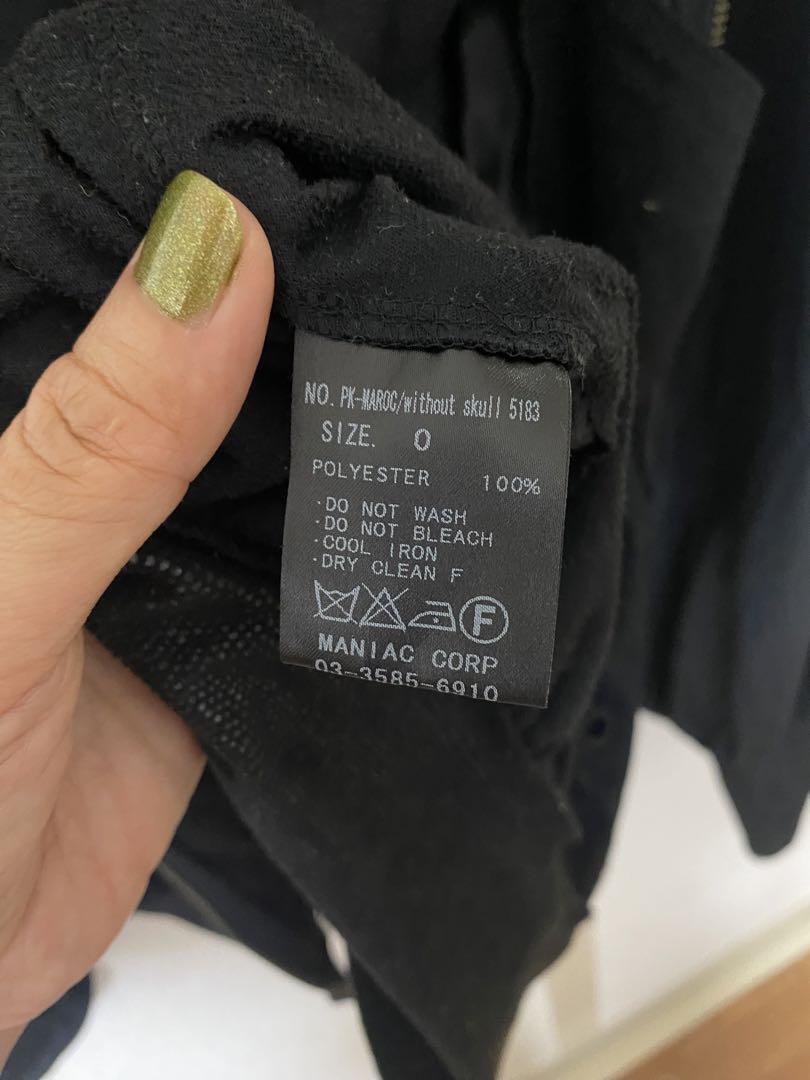 NO. PK-MAROC/without skull 5183
SIZE. 0
POLYESTER 100%
·DO NOT WASH
·DO NOT BLEACH
·COOL IRON
·DRY CLEAN F
F
MANIAC CORP
03-3585-6910